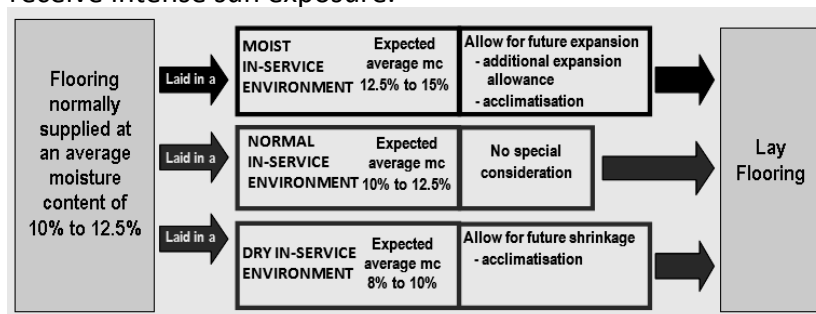 receive intense sun exposure.
Flooring
normally
supplied at
an average
moisture
content of
10% to 12.5%
Laid in a
MOIST
IN-SERVICE
ENVIRONMENT
Expected
average mc
12.5% to 15%
Allow for future expansion
- additional expansion
allowance
- acclimatisation
Laid in a
NORMAL
IN-SERVICE
ENVIRONMENT
Expected
average mc
10% to 12.5%
No special
consideration
Laid in a
DRY IN-SERVICE
ENVIRONMENT
Expected
average mc
8% to 10%
Allow for future shrinkage
- acclimatisation
Lay
Flooring